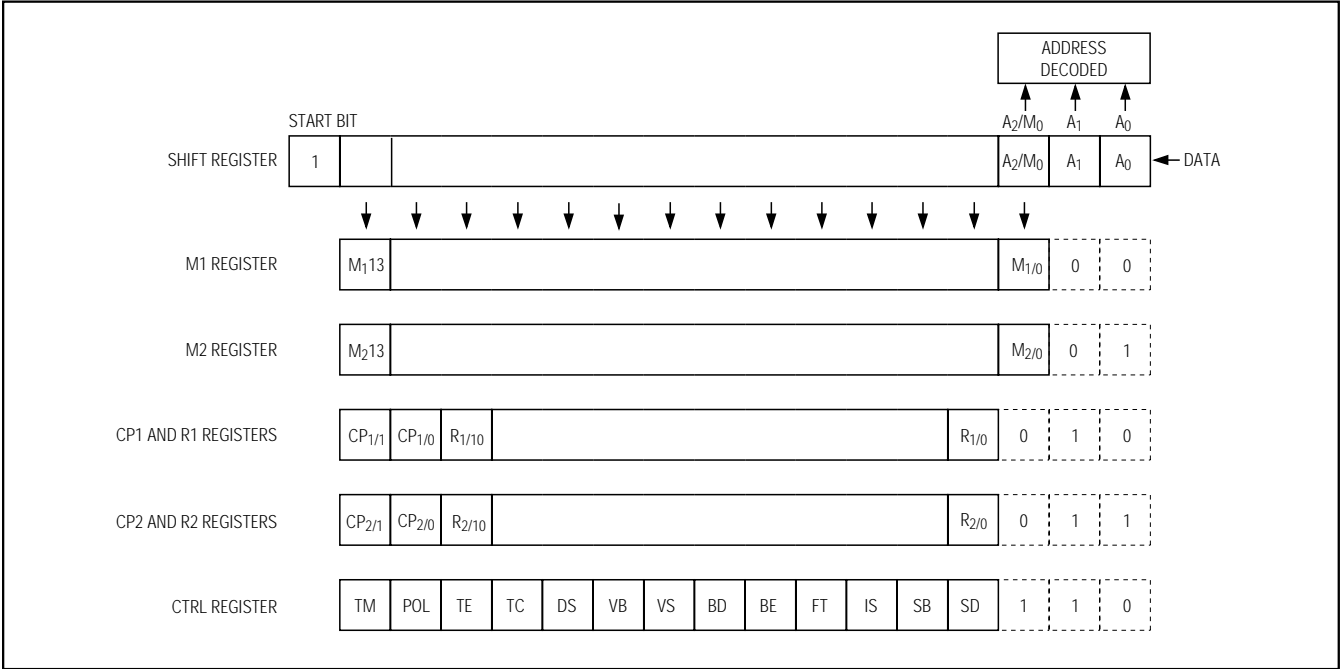 ADDRESS
DECODED
START BIT
A2/M0 A1 A0
SHIFT REGISTER 1 A2/M0 A1 A0 DATA
M1 REGISTER M113 M1/0 0 0
M2 REGISTER M213 M2/0 0 1
CP1 AND R1 REGISTERS CP1/1 CP1/0 R1/10 R1/0 0 1 0
CP2 AND R2 REGISTERS CP2/1 CP2/0 R2/10 R2/0 0 1 1
CTRL REGISTER TM POL TE TC DS VB VS BD BE FT IS SB SD 1 1 0